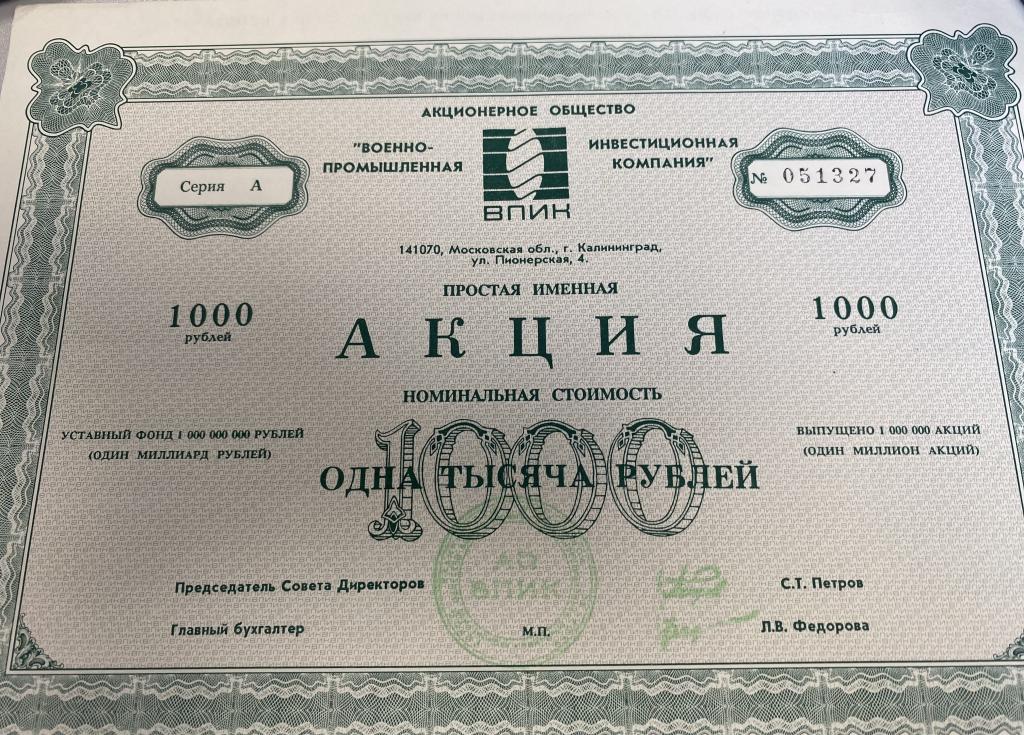 АКЦИОНЕРНОЕ ОБЩЕСТВО
"ВОЕННО-
ПРОМЫШЛЕННАЯ
ИНВЕСТИЦИОННАЯ
КОМПАНИЯ"
ВПИК
Серия А
№ 051327
141070, Московская обл., г. Калининград,
ул. Пионерская, 4.
ПРОСТАЯ ИМЕННАЯ
1000
рублей
АКЦИЯ
1000
рублей
НОМИНАЛЬНАЯ СТОИМОСТЬ
УСТАВНЫЙ ФОНД 1 000 000 000 РУБЛЕЙ
(ОДИН МИЛЛИАРД РУБЛЕЙ)
1000
ОДНА ТЫСЯЧА РУБЛЕЙ
ВЫПУЩЕНО 1 000 000 АКЦИЙ
(ОДИН МИЛЛИОН АКЦИЙ)
АО
ВПИК
Председатель Совета Директоров
С.Т. Петров
Главный бухгалтер
М.П.
Л.В. Федорова